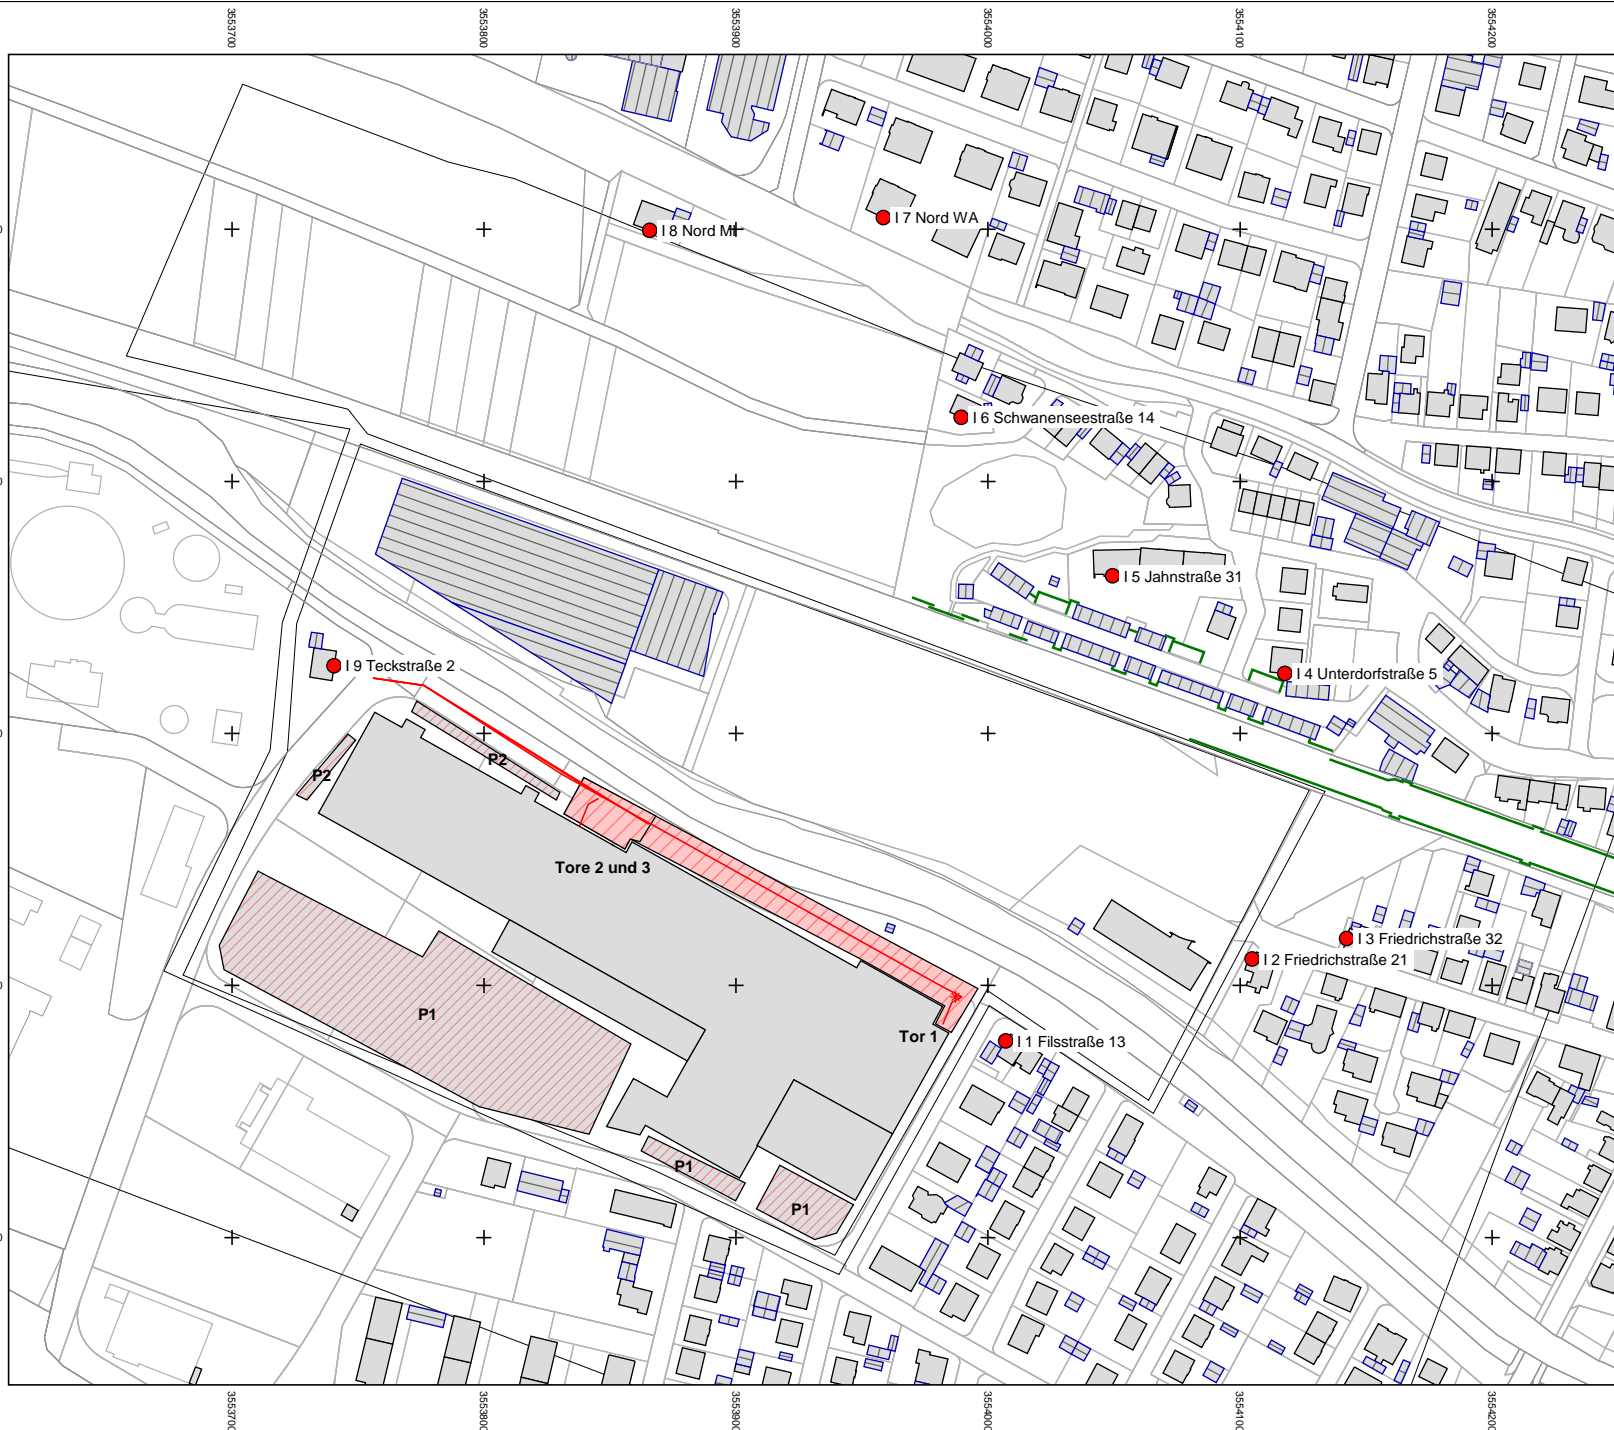 3553700
3553800
3553900
3554000
3554100
3554200
I 7 Nord WA
I 8 Nord MI
I 6 Schwanenseestraße 14
I 5 Jahnstraße 31
I 9 Teckstraße 2
I 4 Unterdorfstraße 5
P2
P2
Tore 2 und 3
I 3 Friedrichstraße 32
I 2 Friedrichstraße 21
P1
Tor 1
I 1 Filsstraße 13
P1
P1
3553700
3553800
3553900
3554000
3554100
3554200